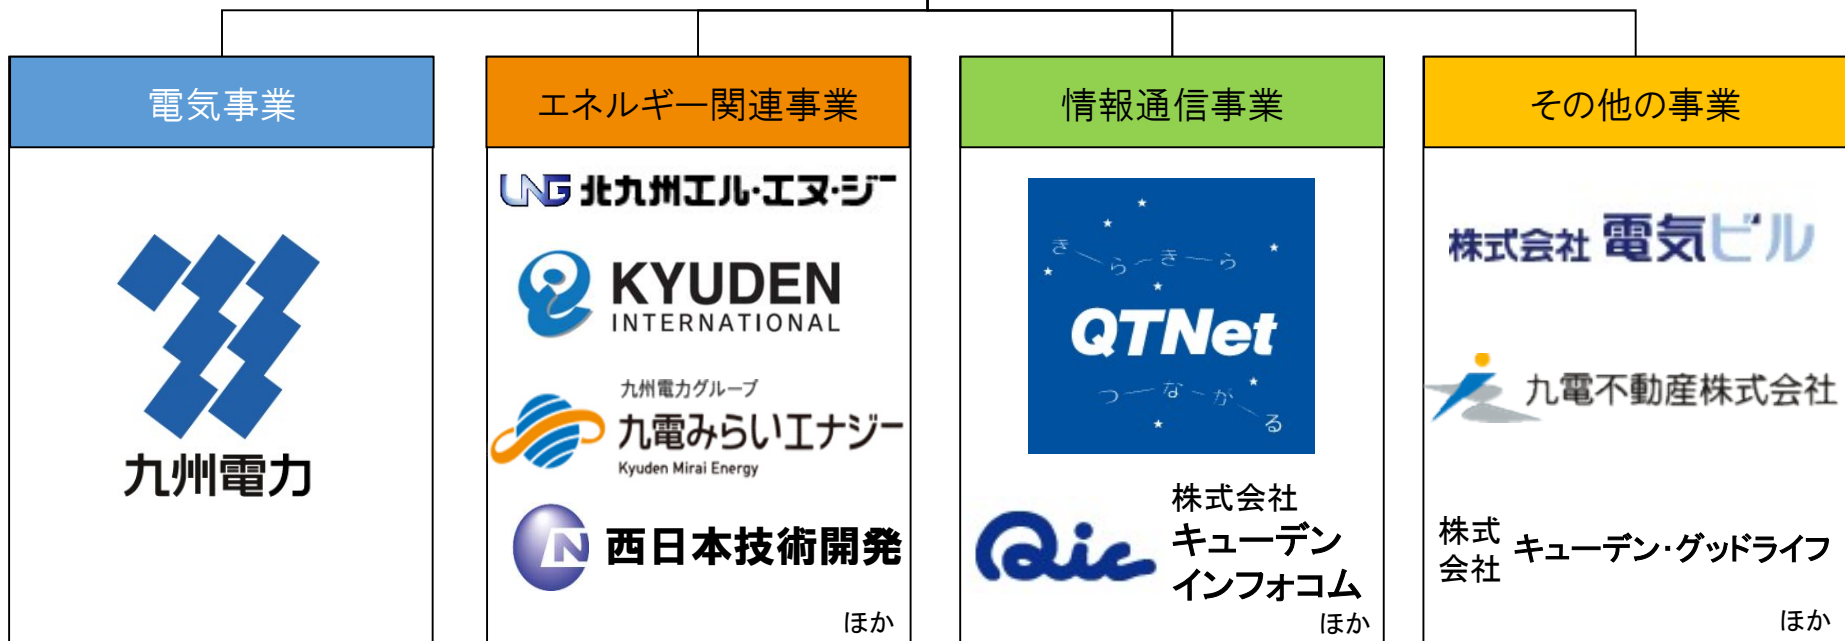 電気事業
九州電力
エネルギー関連事業
LNG 北九州エル・エヌ・ジー
KYUDEN
INTERNATIONAL
九州電力グループ
九電みらいエナジー
Kyuden Mirai Energy
N 西日本技術開発
ほか
情報通信事業
き〜ら〜き〜ら
QTNet
つ〜な〜が〜る
Qic
株式会社
キューデン
インフォコム
ほか
その他の事業
株式会社 電気ビル
九電不動産株式会社
株式
会社
キューデン・グッドライフ
ほか